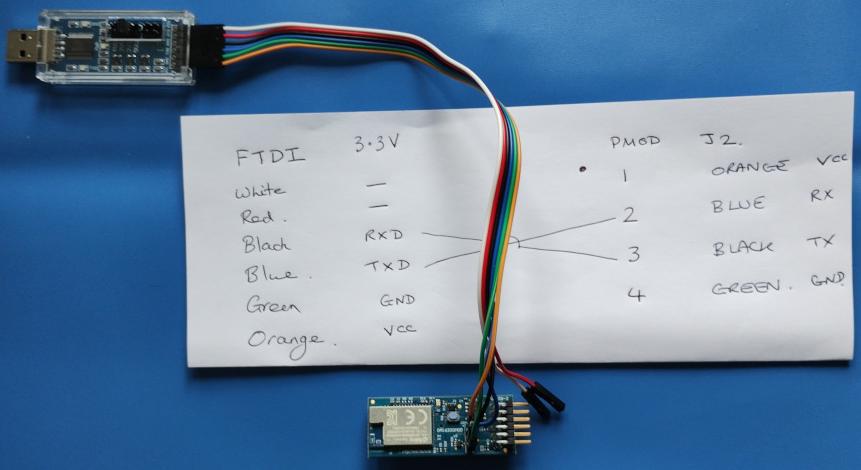 FTDI 3.3V
White —
Red. —
Black RXD
Blue. TXD
Green GND
Orange. VCC
PMOD J2.
1 ORANGE VCC
2 BLUE RX
3 BLACK TX
4 GREEN. GND.
CE